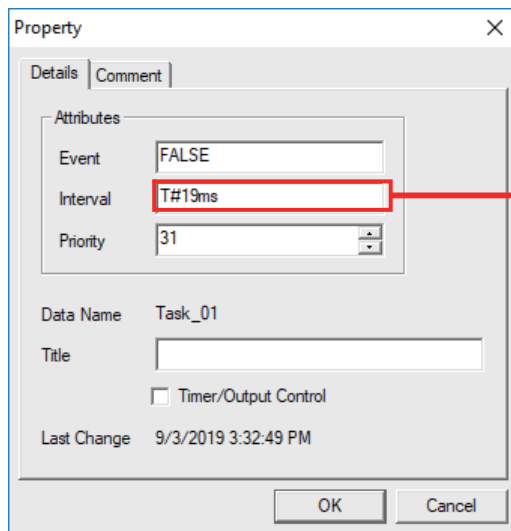 Property
Details
Comment
Attributes
Event FALSE
Interval T#19ms
Priority 31
Data Name Task_01
Title
Timer/Output Control
Last Change 9/3/2019 3:32:49 PM
OK Cancel